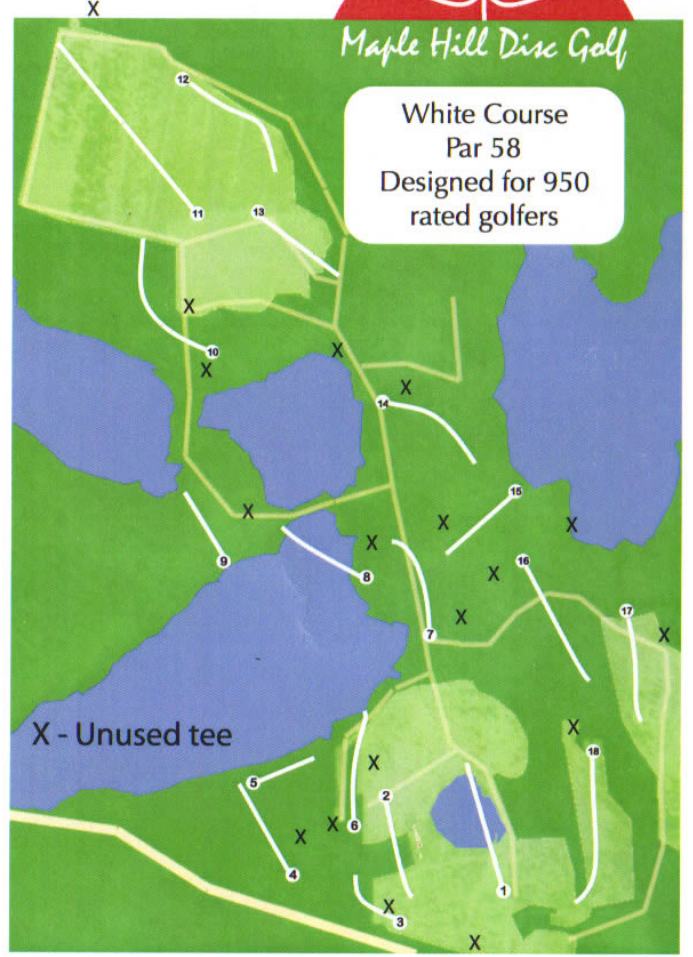 X
Maple Hill Disc Golf
White Course
Par 58
Designed for 950
rated golfers
12
11
13
X
10
X
X
X
14
15
X
X
X
X
9
8
X
16
X
17
7
X
X - Unused tee
X
18
X
5
2
X
6
X
4
1
X
3
X